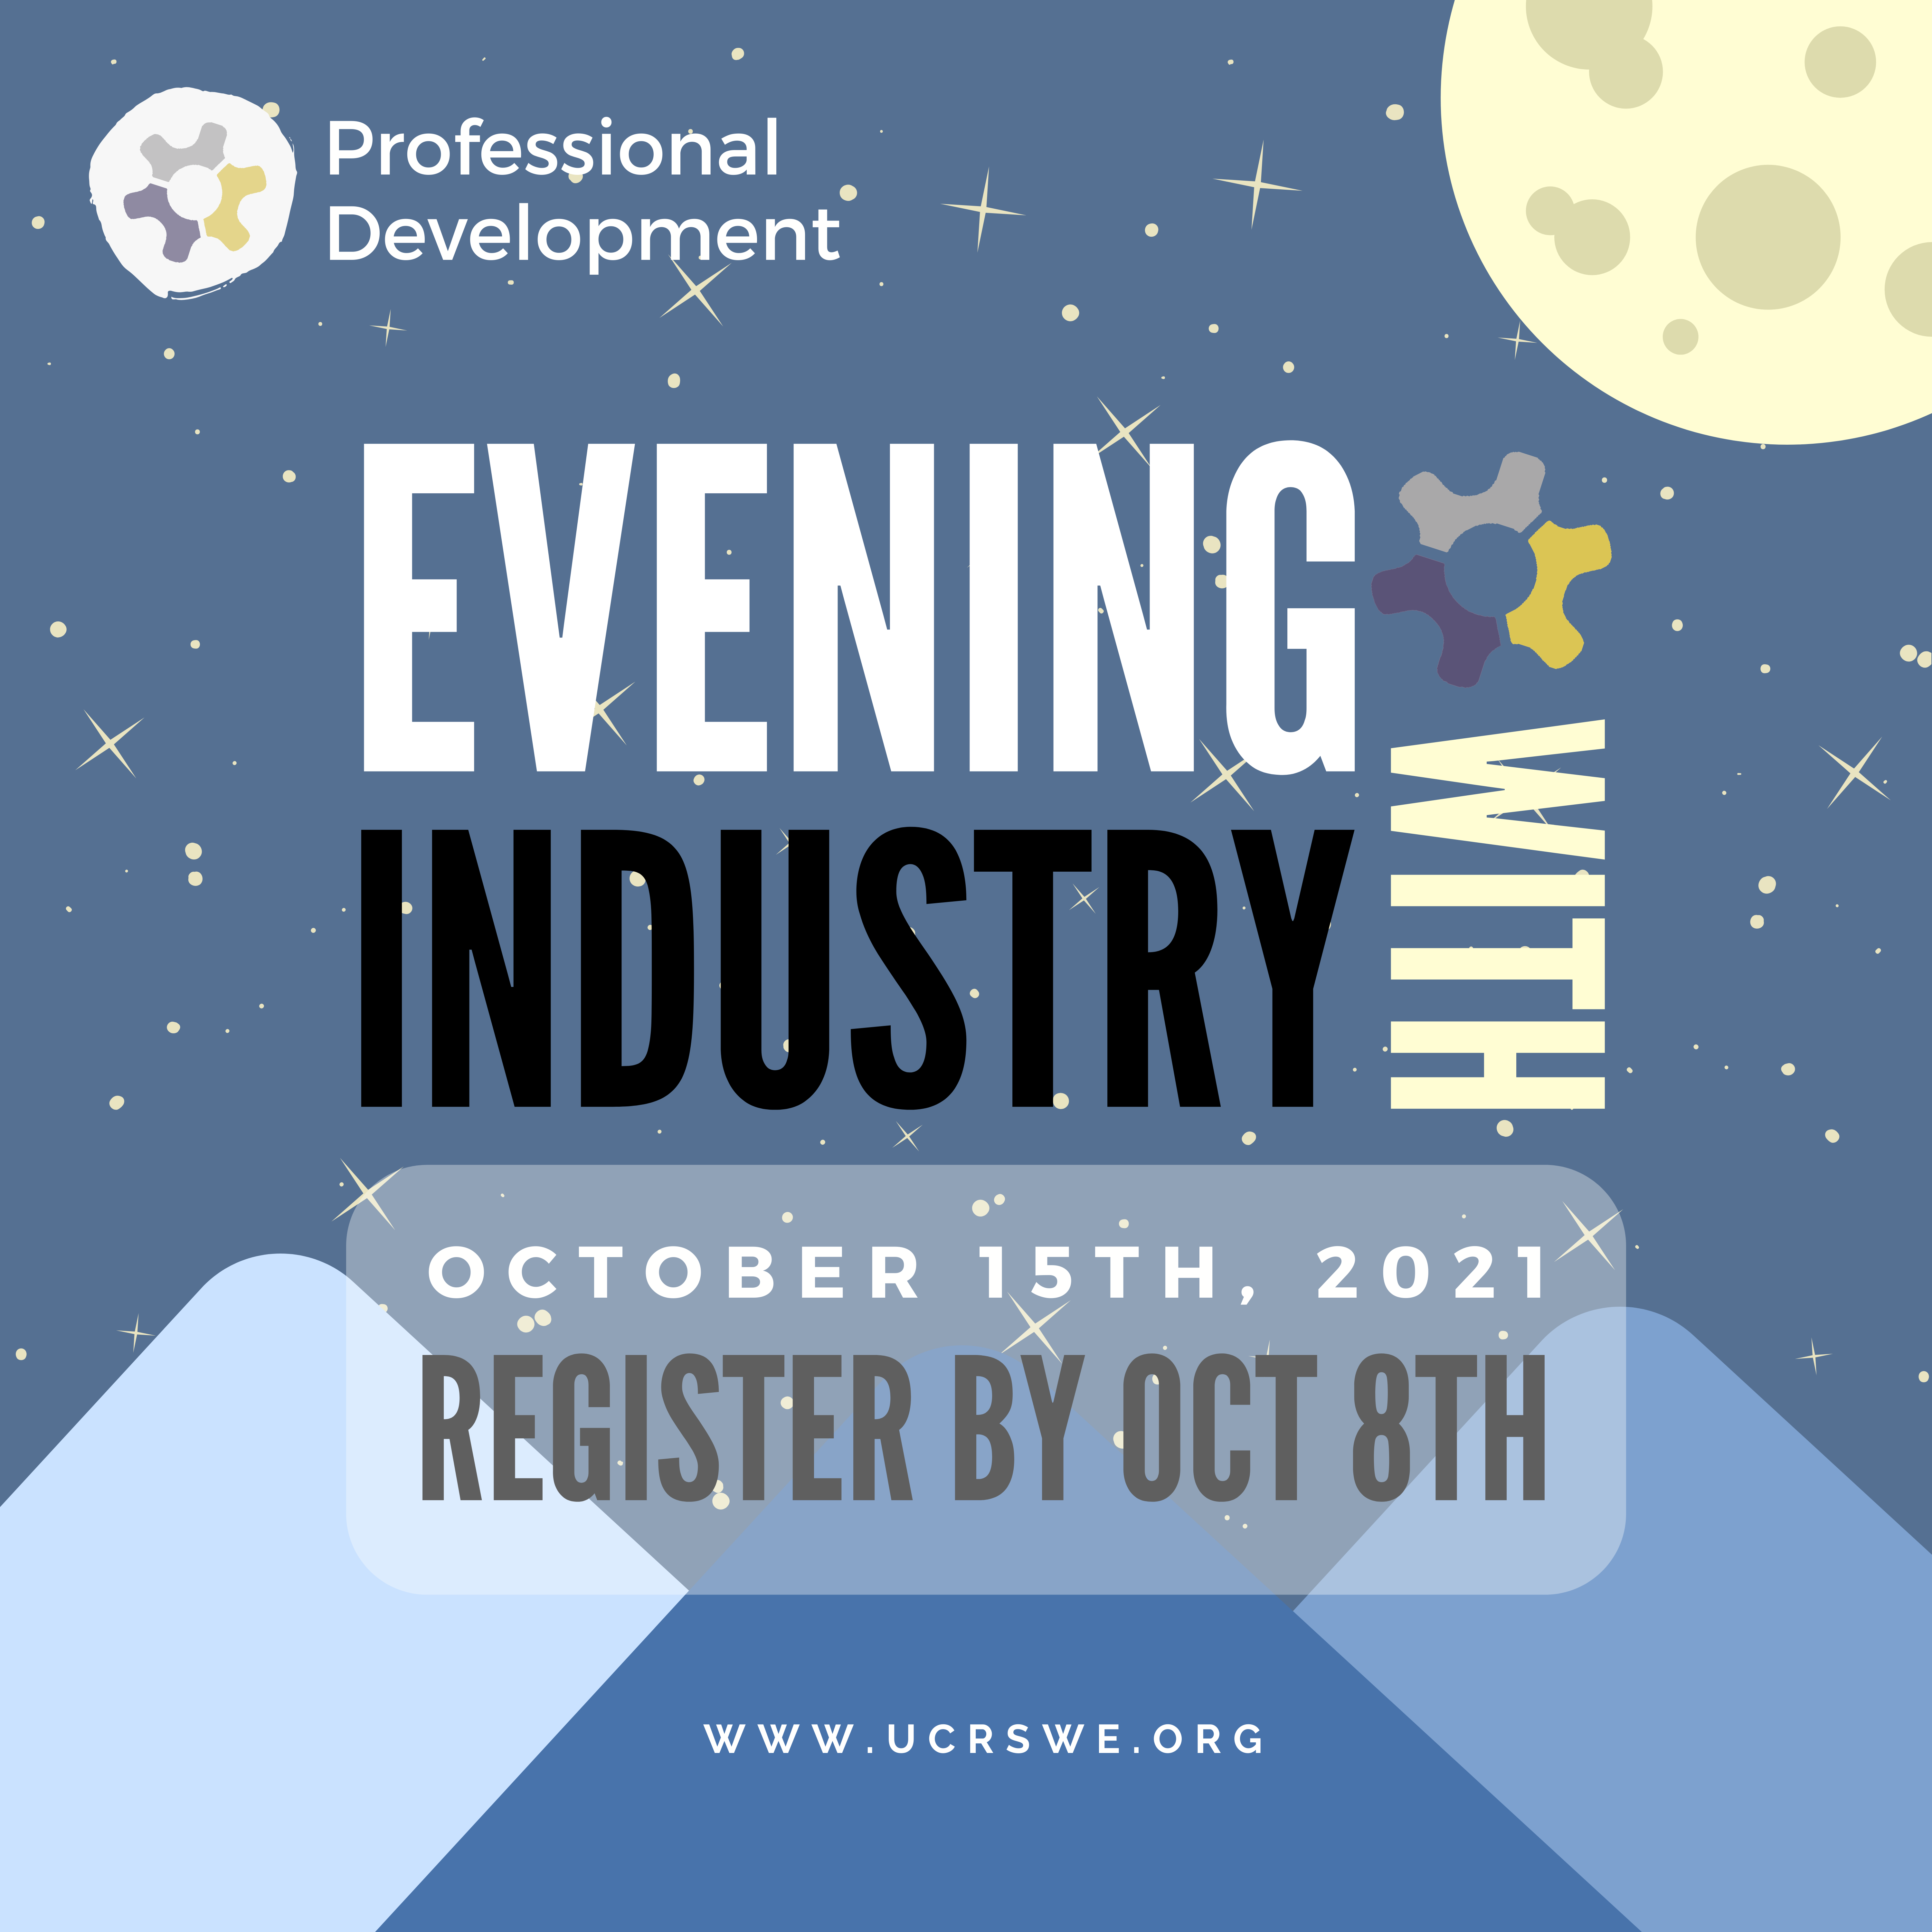 Professional
Development
EVENING
WITH
INDUSTRY
OCTOBER 15TH, 2021
REGISTER BY OCT 8TH
WWW.UCRSWE.ORG